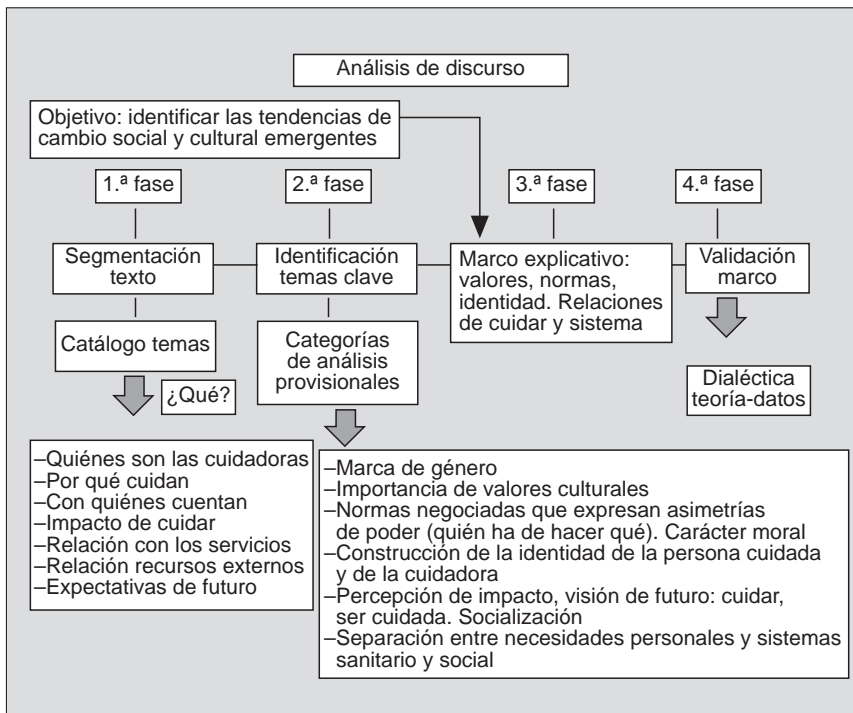 Análisis de discurso
Objetivo: identificar las tendencias de
cambio social y cultural emergentes
1.ª fase
2.ª fase
3.ª fase
4.ª fase
Segmentación
texto
Identificación
temas clave
Marco explicativo:
valores, normas,
identidad. Relaciones
de cuidar y sistema
Validación
marco
Catálogo temas
Categorías
de análisis
provisionales
¿Qué?
Dialéctica
teoría-datos
–Quiénes son las cuidadoras
–Por qué cuidan
–Con quiénes cuentan
–Impacto de cuidar
–Relación con los servicios
–Relación recursos externos
–Expectativas de futuro
–Marca de género
–Importancia de valores culturales
–Normas negociadas que expresan asimetrías
de poder (quién ha de hacer qué). Carácter moral
–Construcción de la identidad de la persona cuidada
y de la cuidadora
–Percepción de impacto, visión de futuro: cuidar,
ser cuidada. Socialización
–Separación entre necesidades personales y sistemas
sanitario y social